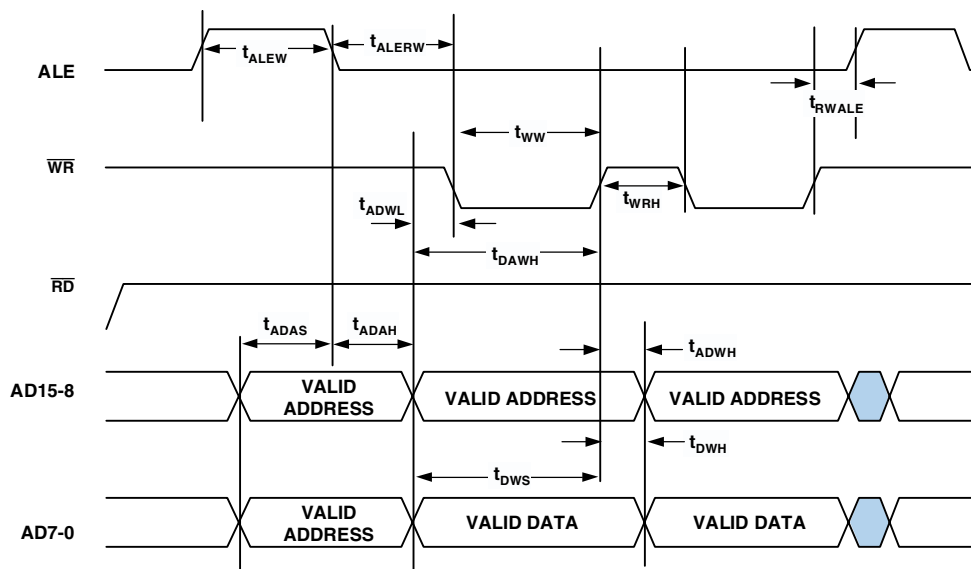 ALE
tALEW
tALERW
tRWALE
WR
tWW
tWRH
tADWL
tDAWH
RD
tADAS
tADAH
tADWH
AD15-8
VALID
ADDRESS
VALID ADDRESS
VALID ADDRESS
tDWH
tDWS
AD7-0
VALID
ADDRESS
VALID DATA
VALID DATA